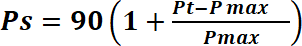 Ps = 90 (1 + (Pt–P max) / Pmax)